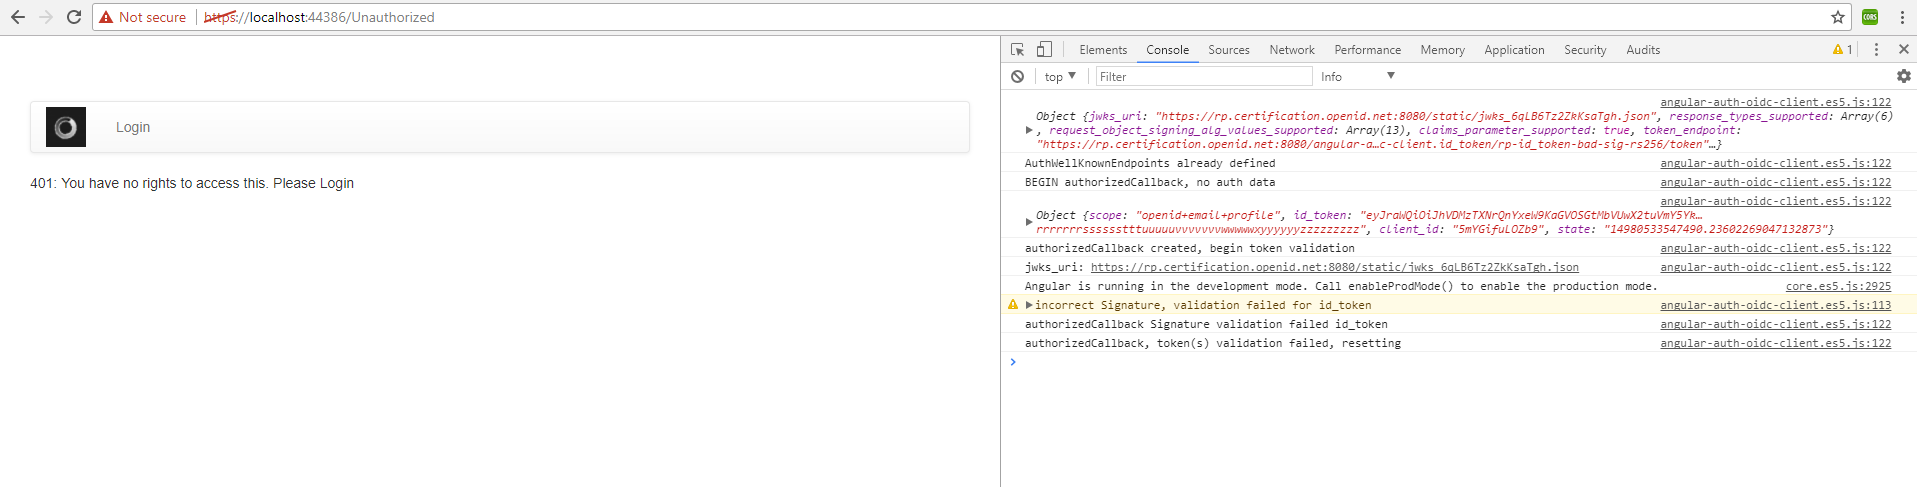 Not secure https://localhost:44386/Unauthorized
CORS
Elements Console Sources Network Performance Memory Application Security Audits 1
top Filter Info
Login
401: You have no rights to access this. Please Login
angular-auth-oidc-client.es5.js:122
Object {jwks_uri: "https://rp.certification.openid.net:8080/static/jwks_6qLB6Tz2ZkKsaTgh.json", response_types_supported: Array(6)
, request_object_signing_alg_values_supported: Array(13), claims_parameter_supported: true, token_endpoint:
"https://rp.certification.openid.net:8080/angular-a…c-client.id_token/rp-id_token-bad-sig-rs256/token"…}
AuthWellKnownEndpoints already defined angular-auth-oidc-client.es5.js:122
BEGIN authorizedCallback, no auth data angular-auth-oidc-client.es5.js:122
angular-auth-oidc-client.es5.js:122
Object {scope: "openid+email+profile", id_token: "eyJraWQiOiJhVDMzTXNrQnYxeW9KaGVOSGtMbVUwX2tuVmY5Yk…
rrrrrrrsssssstttuuuuuvvvvvvvwwwwwxyyyyyyzzzzzzzzz", client_id: "5mYGifuLOZb9", state: "14980533547490.23602269047132873"}
authorizedCallback created, begin token validation angular-auth-oidc-client.es5.js:122
jwks_uri: https://rp.certification.openid.net:8080/static/jwks_6qLB6Tz2ZkKsaTgh.json angular-auth-oidc-client.es5.js:122
Angular is running in the development mode. Call enableProdMode() to enable the production mode. core.es5.js:2925
incorrect Signature, validation failed for id_token angular-auth-oidc-client.es5.js:113
authorizedCallback Signature validation failed id_token angular-auth-oidc-client.es5.js:122
authorizedCallback, token(s) validation failed, resetting angular-auth-oidc-client.es5.js:122